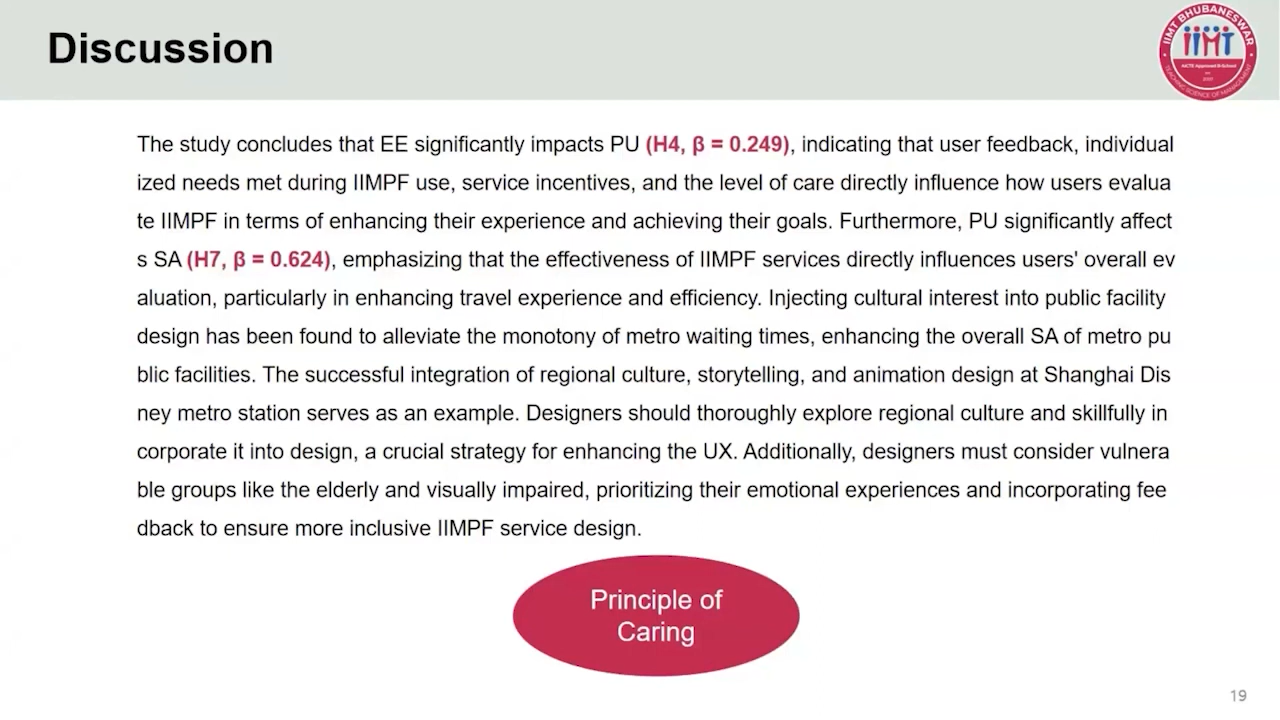 Discussion
IIMT BHUBANESWAR
IIMT
AICTE Approved B-School
TEACHING SCIENCE OF MANAGEMENT
The study concludes that EE significantly impacts PU (H4, β = 0.249), indicating that user feedback, individual
ized needs met during IIMPF use, service incentives, and the level of care directly influence how users evalua
te IIMPF in terms of enhancing their experience and achieving their goals. Furthermore, PU significantly affect
s SA (H7, β = 0.624), emphasizing that the effectiveness of IIMPF services directly influences users' overall ev
aluation, particularly in enhancing travel experience and efficiency. Injecting cultural interest into public facility
design has been found to alleviate the monotony of metro waiting times, enhancing the overall SA of metro pu
blic facilities. The successful integration of regional culture, storytelling, and animation design at Shanghai Dis
ney metro station serves as an example. Designers should thoroughly explore regional culture and skillfully in
corporate it into design, a crucial strategy for enhancing the UX. Additionally, designers must consider vulnera
ble groups like the elderly and visually impaired, prioritizing their emotional experiences and incorporating fee
dback to ensure more inclusive IIMPF service design.
Principle of
Caring
19